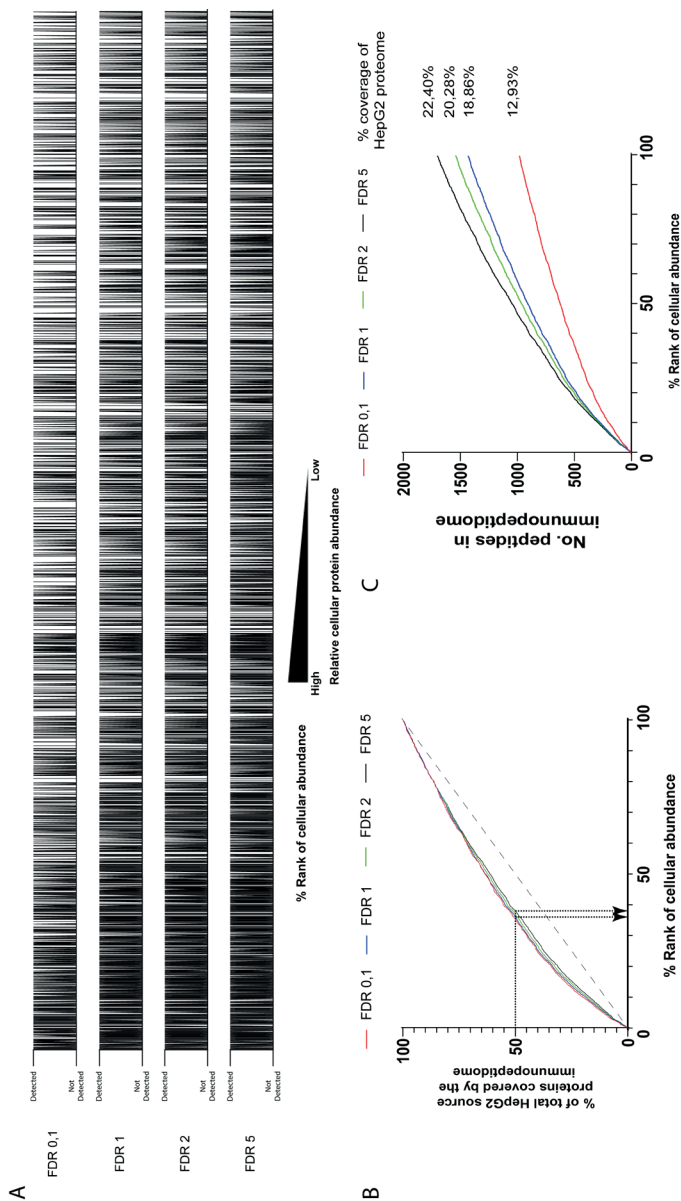 A
FDR 0,1
Detected
Not
Detected
FDR 1
Detected
Not
Detected
FDR 2
Detected
Not
Detected
FDR 5
Detected
Not
Detected
% Rank of cellular abundance
High
Low
Relative cellular protein abundance
B
FDR 0,1
FDR 1
FDR 2
FDR 5
% of total HepG2 source
proteins covered by the
immunopeptidome
100
50
0
0
50
100
% Rank of cellular abundance
C
FDR 0,1
FDR 1
FDR 2
FDR 5
% coverage of
HepG2 proteome
22,40%
20,28%
18,86%
12,93%
No. peptides in
immunopeptidome
2000
1500
1000
500
0
0
50
100
% Rank of cellular abundance